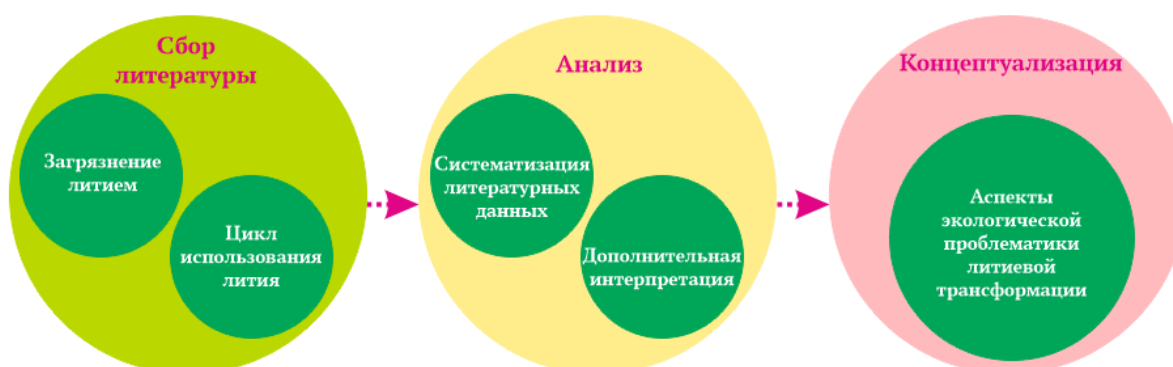 Сбор
литературы
Загрязнение
литием
Цикл
использования
лития
Анализ
Систематизация
литературных
данных
Дополнительная
интерпретация
Концептуализация
Аспекты
экологической
проблематики
литиевой
трансформации